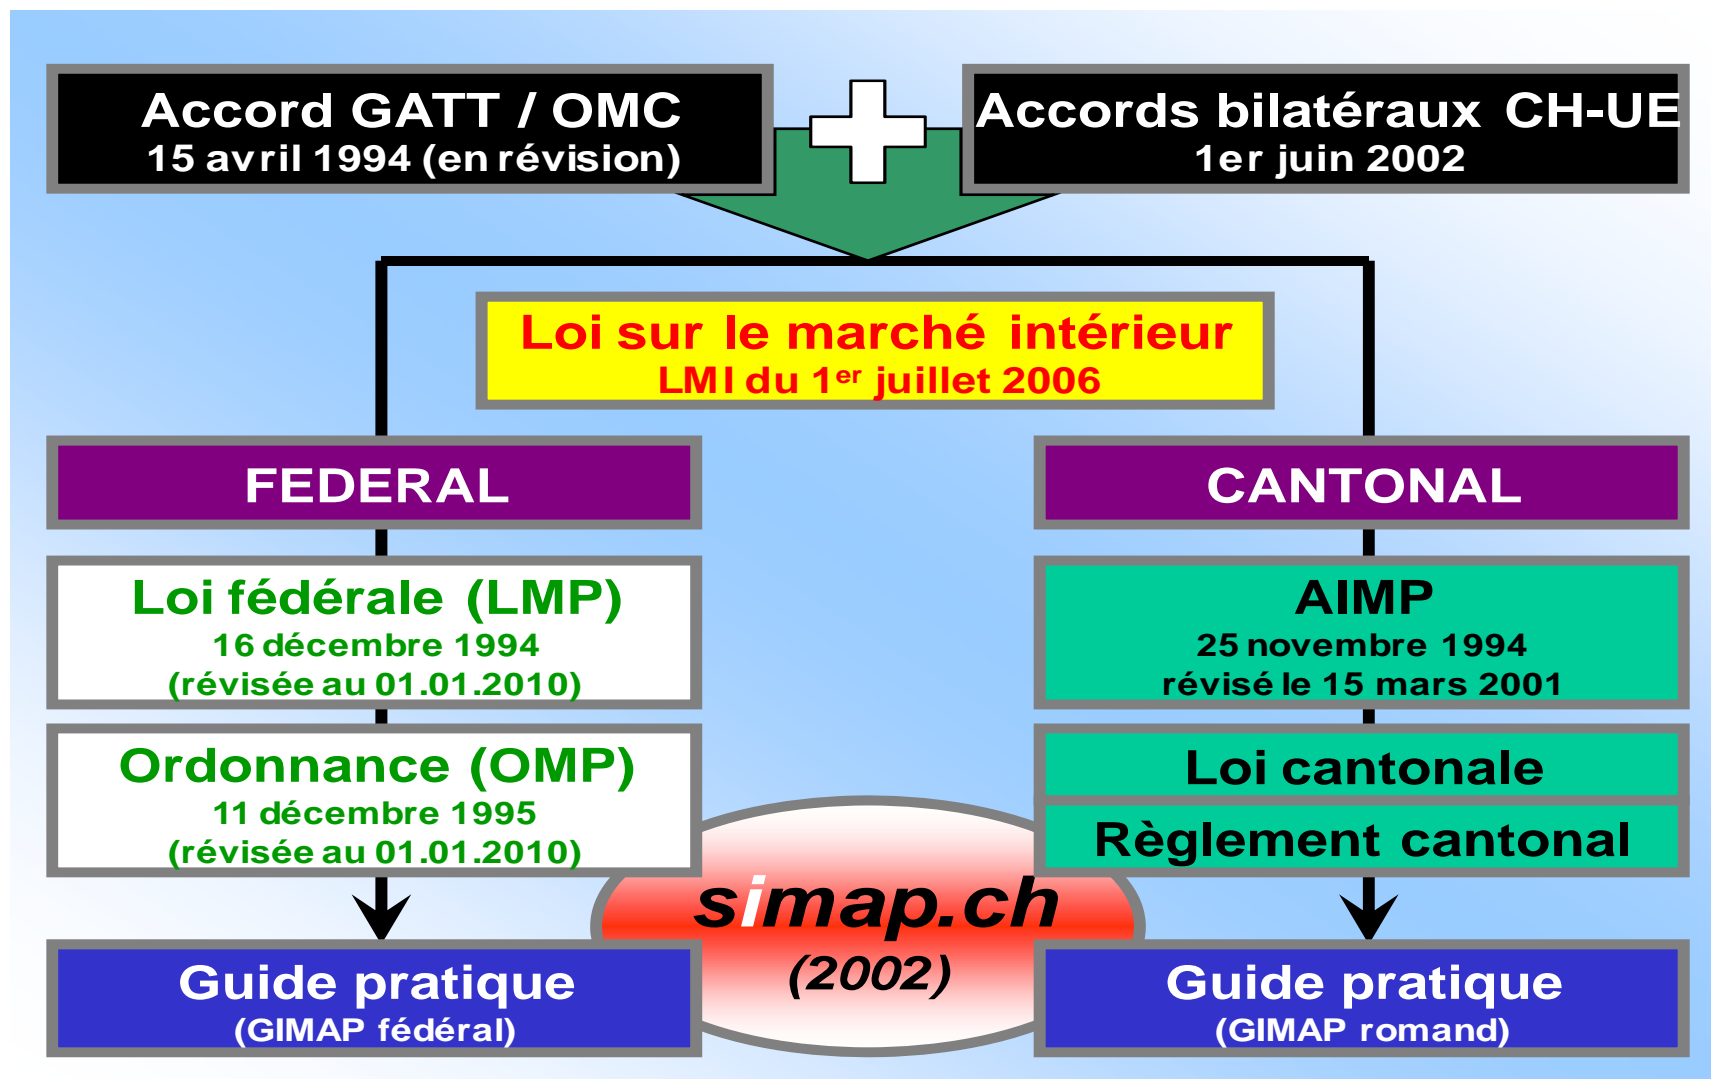 Accord GATT / OMC
15 avril 1994 (en révision)
Accords bilatéraux CH-UE
1er juin 2002
Loi sur le marché intérieur
LMI du 1er juillet 2006
FEDERAL
Loi fédérale (LMP)
16 décembre 1994
(révisée au 01.01.2010)
Ordonnance (OMP)
11 décembre 1995
(révisée au 01.01.2010)
Guide pratique
(GIMAP fédéral)
CANTONAL
AIMP
25 novembre 1994
révisé le 15 mars 2001
Loi cantonale
Règlement cantonal
Guide pratique
(GIMAP romand)
simap.ch
(2002)